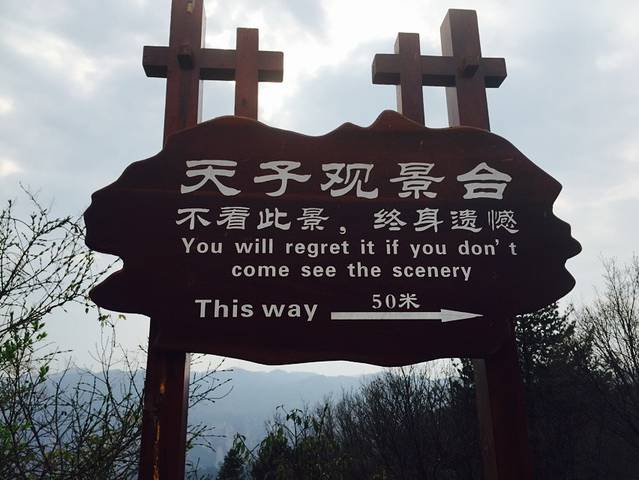 天子观景台
不看此景，终身遗憾
You will regret it if you don't
come see the scenery
This way 50米